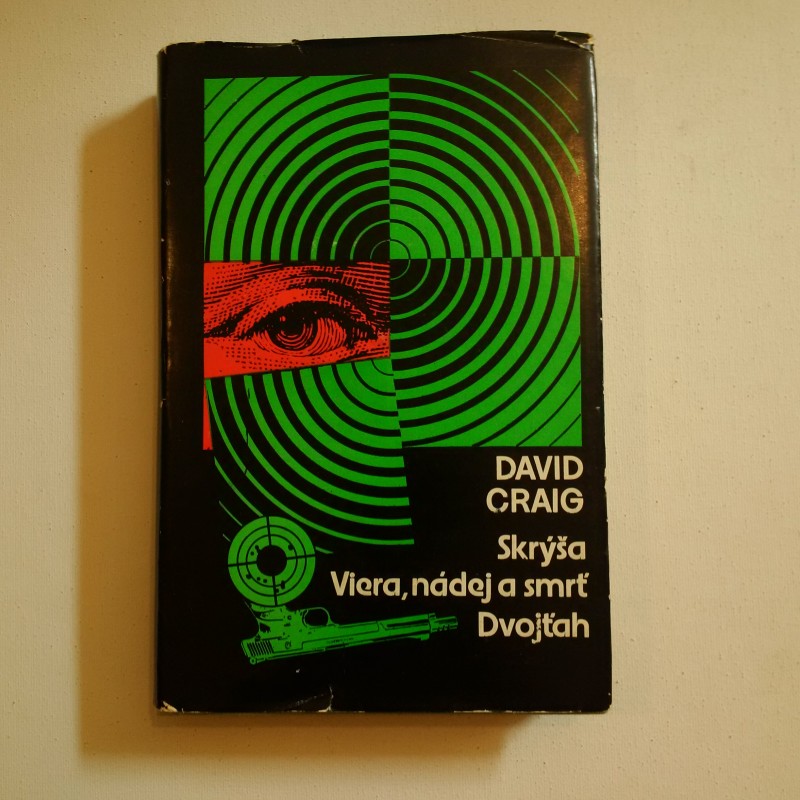 DAVID
CRAIG
Skrýša
Viera, nádej a smrť
Dvojťah